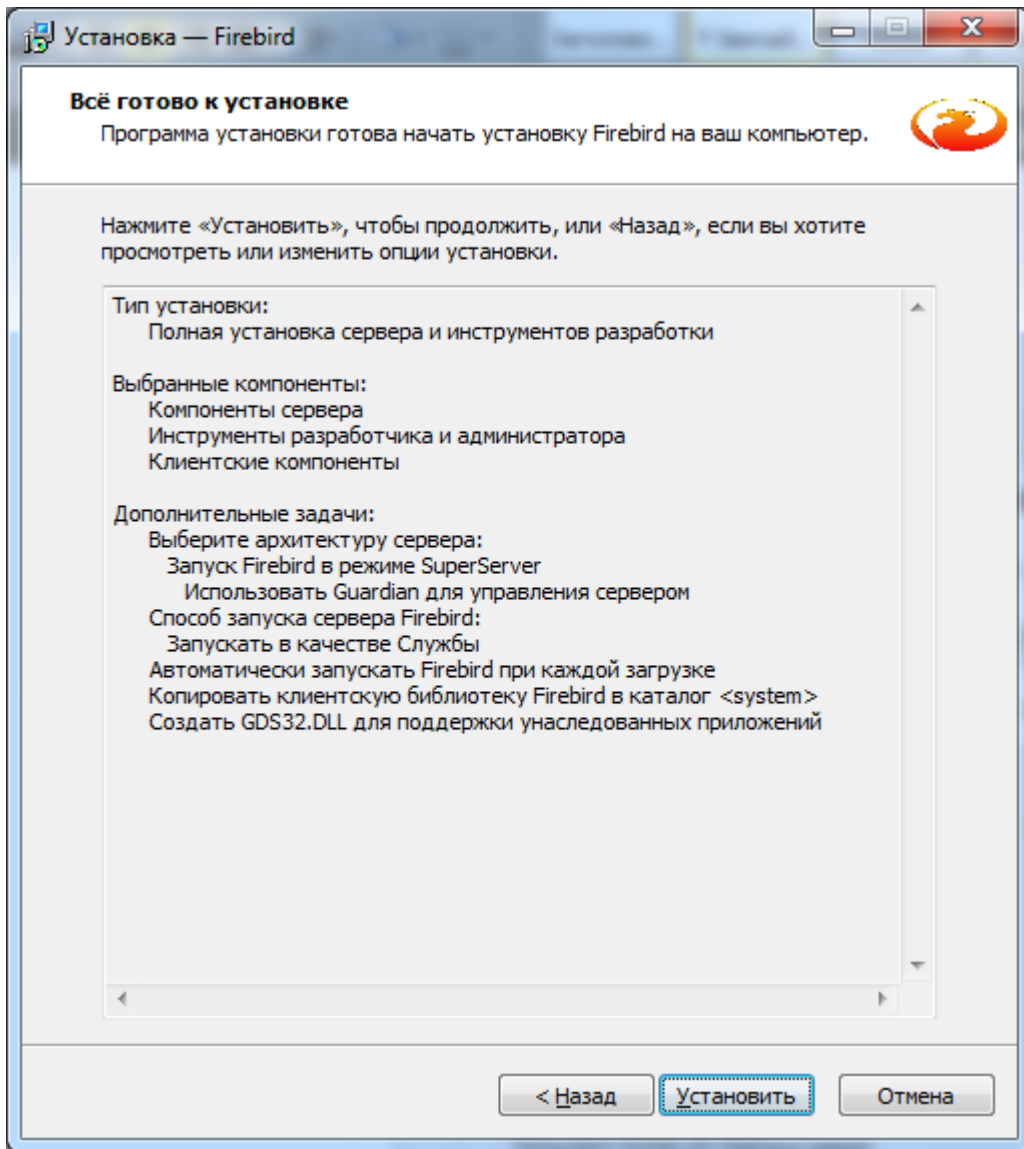 Установка — Firebird
Всё готово к установке
Программа установки готова начать установку Firebird на ваш компьютер.
Нажмите «Установить», чтобы продолжить, или «Назад», если вы хотите
просмотреть или изменить опции установки.
Тип установки:
Полная установка сервера и инструментов разработки
Выбранные компоненты:
Компоненты сервера
Инструменты разработчика и администратора
Клиентские компоненты
Дополнительные задачи:
Выберите архитектуру сервера:
Запуск Firebird в режиме SuperServer
Использовать Guardian для управления сервером
Способ запуска сервера Firebird:
Запускать в качестве Службы
Автоматически запускать Firebird при каждой загрузке
Копировать клиентскую библиотеку Firebird в каталог <system>
Создать GDS32.DLL для поддержки унаследованных приложений
< Назад Установить Отмена